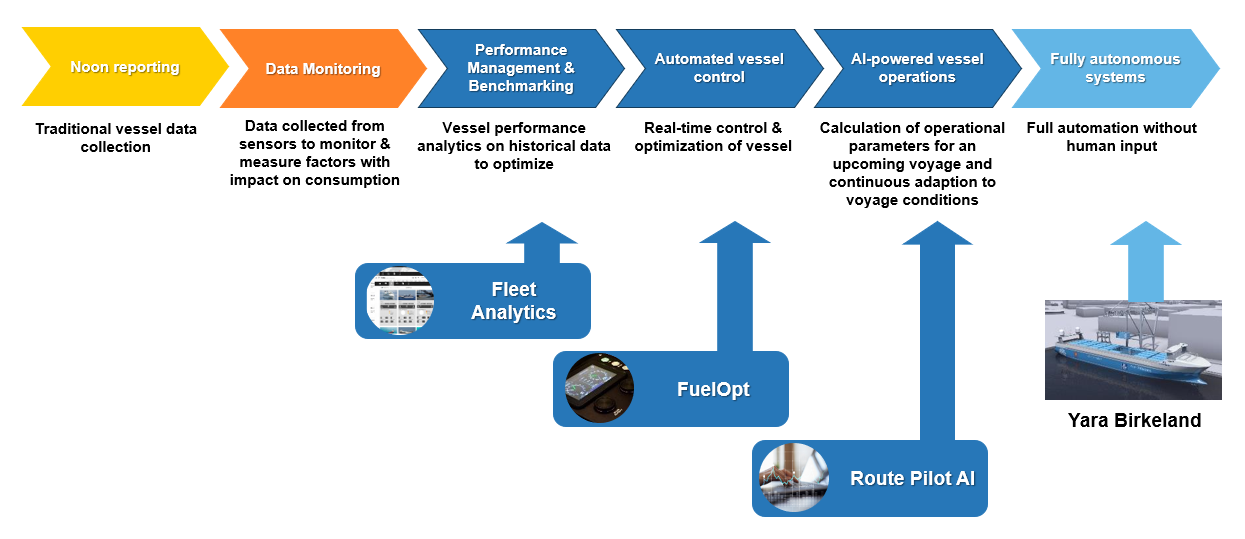 Noon reporting
Data Monitoring
Performance
Management &
Benchmarking
Automated vessel
control
AI-powered vessel
operations
Fully autonomous
systems
Traditional vessel data
collection
Data collected from
sensors to monitor &
measure factors with
impact on consumption
Vessel performance
analytics on historical data
to optimize
Real-time control &
optimization of vessel
Calculation of operational
parameters for an
upcoming voyage and
continuous adaption to
voyage conditions
Full automation without
human input
Fleet
Analytics
FuelOpt
Route Pilot AI
Yara Birkeland